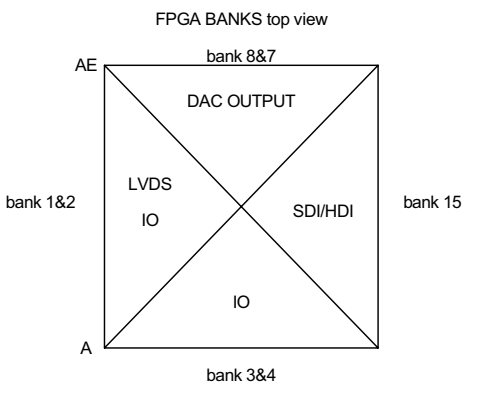 FPGA BANKS top view
AE
bank 8&7
DAC OUTPUT
LVDS
IO
bank 1&2
SDI/HDI
bank 15
IO
A
bank 3&4